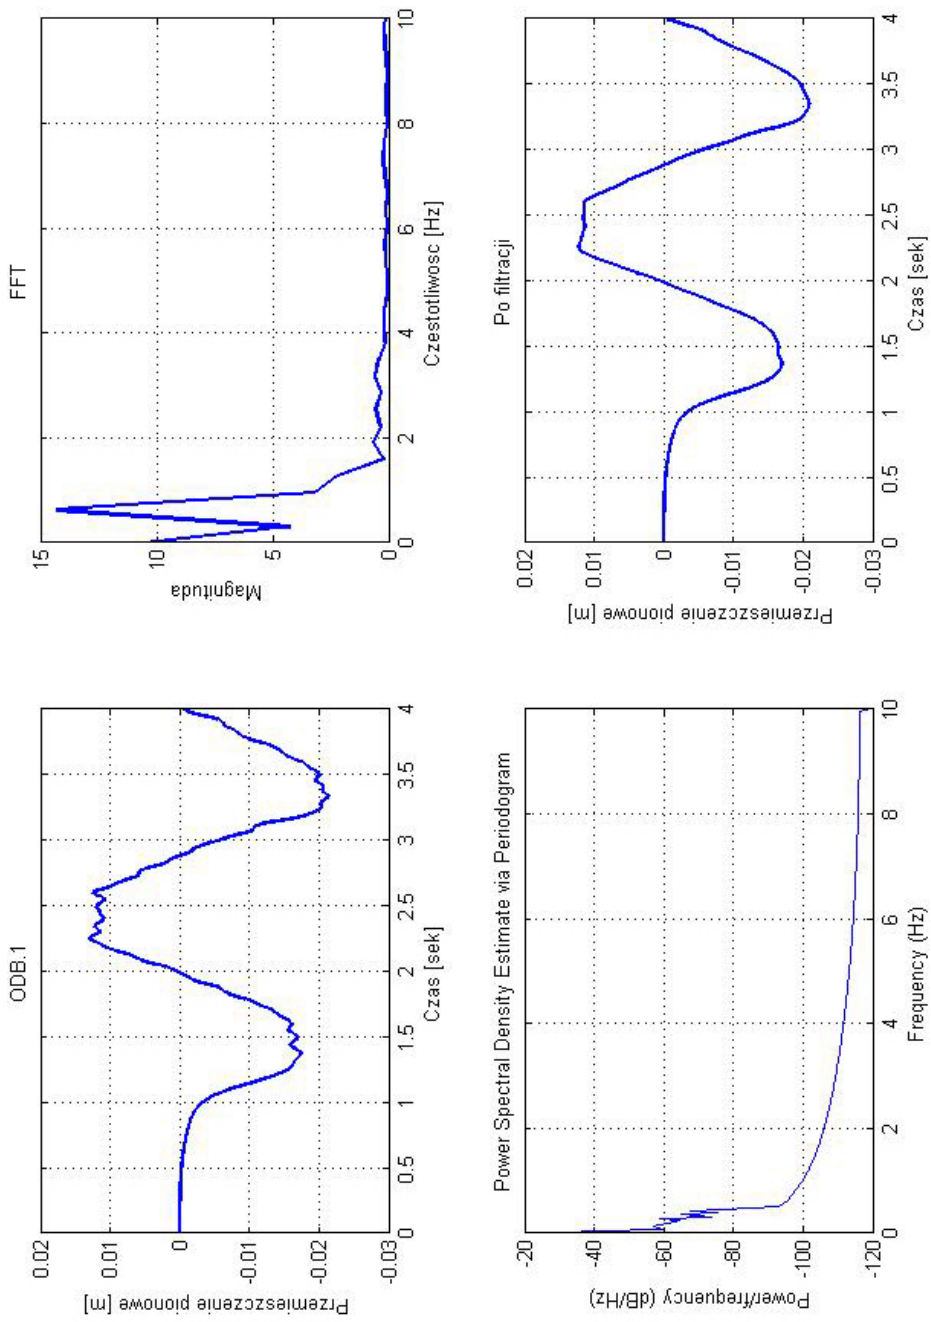 ODB.1
Przemieszczenie pionowe [m]
0.02
0.01
0
-0.01
-0.02
-0.03
0 0.5 1 1.5 2 2.5 3 3.5 4
Czas [sek]
FFT
Magnituda
15
10
5
0
0 2 4 6 8 10
Czestotliwosc [Hz]
Power Spectral Density Estimate via Periodogram
Power/frequency (dB/Hz)
-20
-40
-60
-80
-100
-120
0 2 4 6 8 10
Frequency (Hz)
Po filtracji
Przemieszczenie pionowe [m]
0.02
0.01
0
-0.01
-0.02
-0.03
0 0.5 1 1.5 2 2.5 3 3.5 4
Czas [sek]